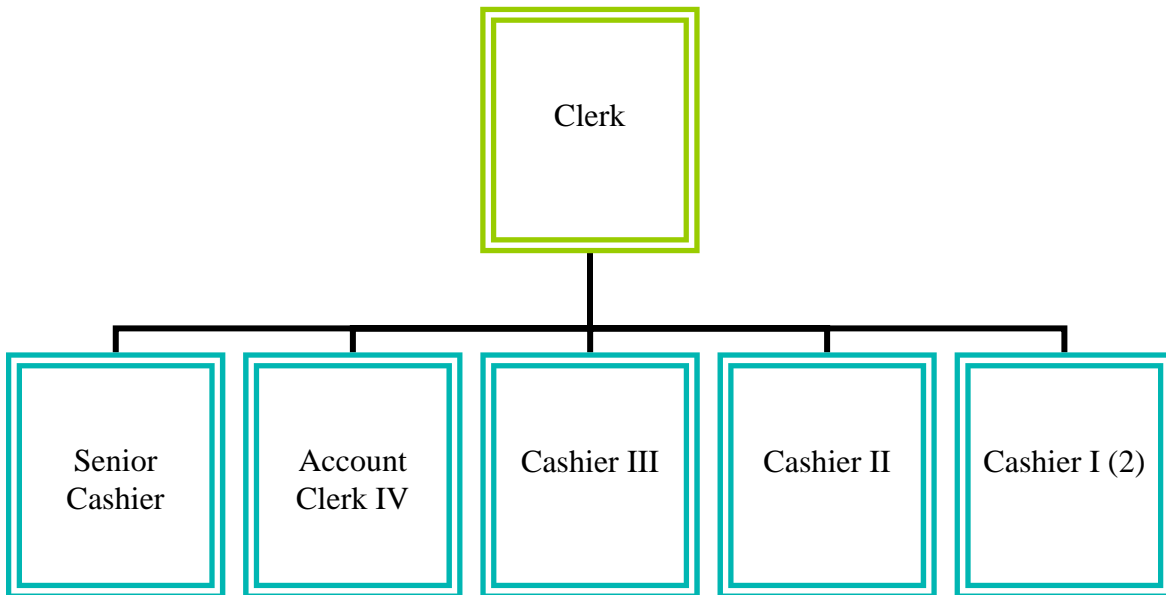 Clerk
Senior
Cashier
Account
Clerk IV
Cashier III
Cashier II
Cashier I (2)